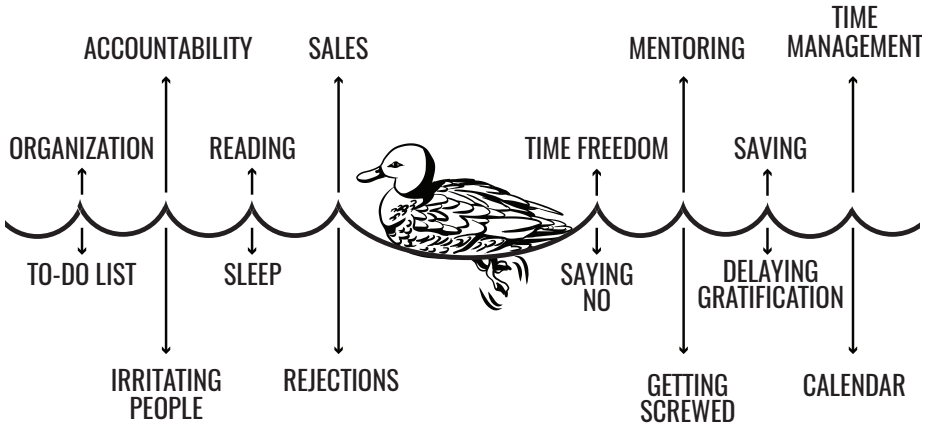 TIME
MANAGEMENT
ACCOUNTABILITY
SALES
MENTORING
ORGANIZATION
READING
TIME FREEDOM
SAVING
TO-DO LIST
SLEEP
SAYING
NO
DELAYING
GRATIFICATION
IRRITATING
PEOPLE
REJECTIONS
GETTING
SCREWED
CALENDAR